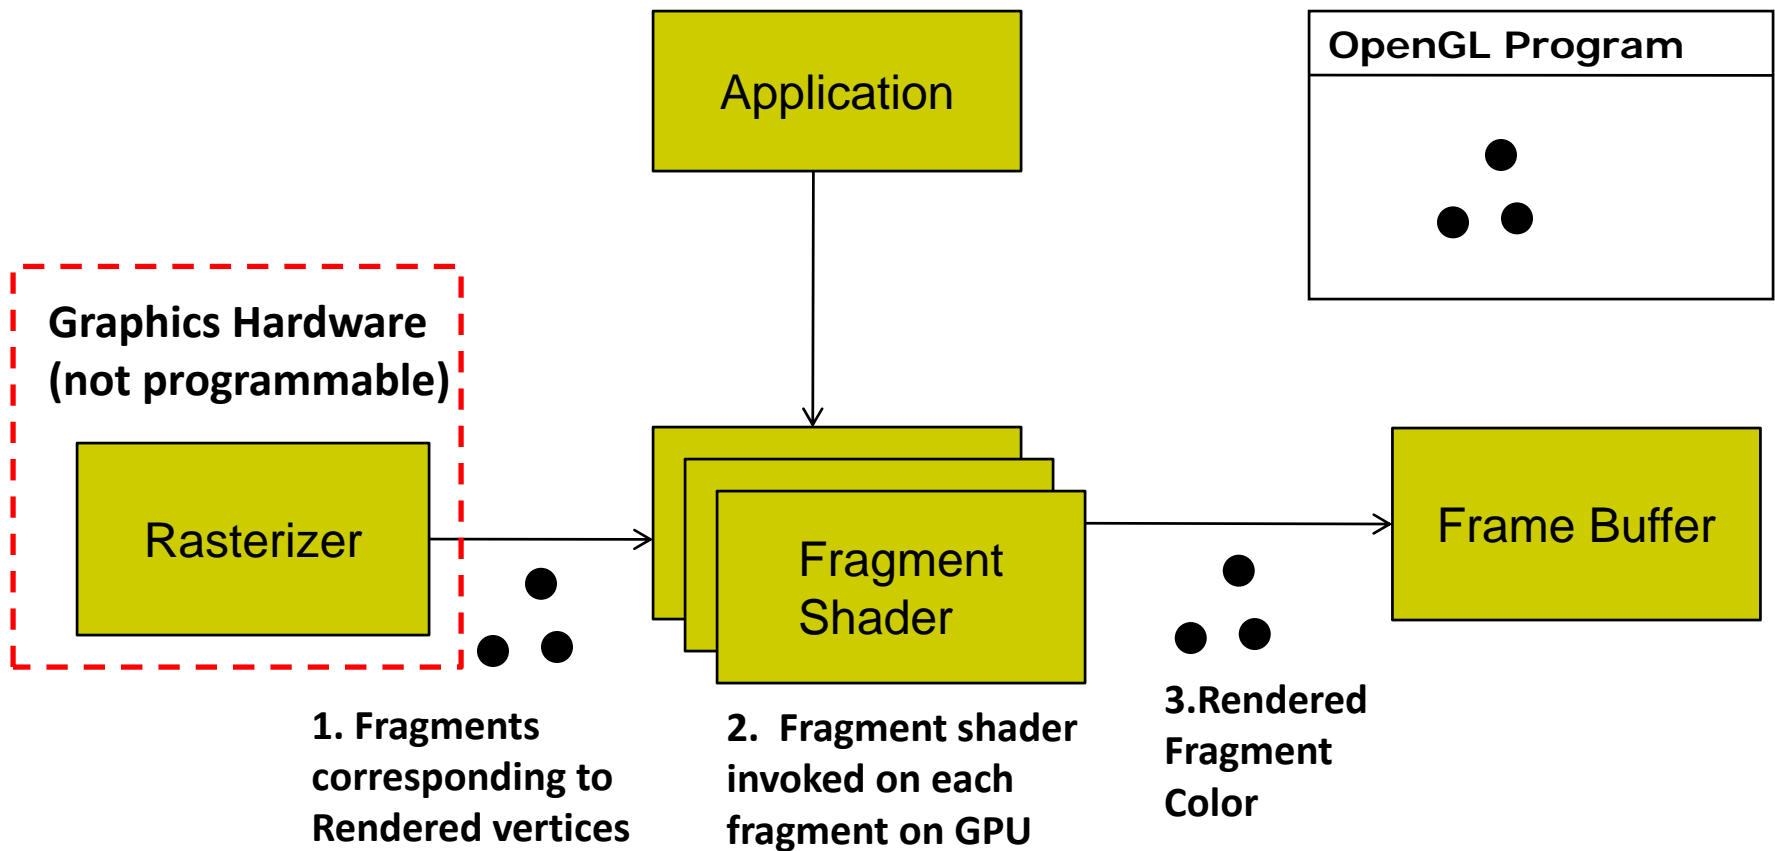 Application
OpenGL Program
Graphics Hardware
(not programmable)
Rasterizer
Fragment
Shader
Frame Buffer
1. Fragments
corresponding to
Rendered vertices
2.  Fragment shader
invoked on each
fragment on GPU
3.Rendered
Fragment
Color